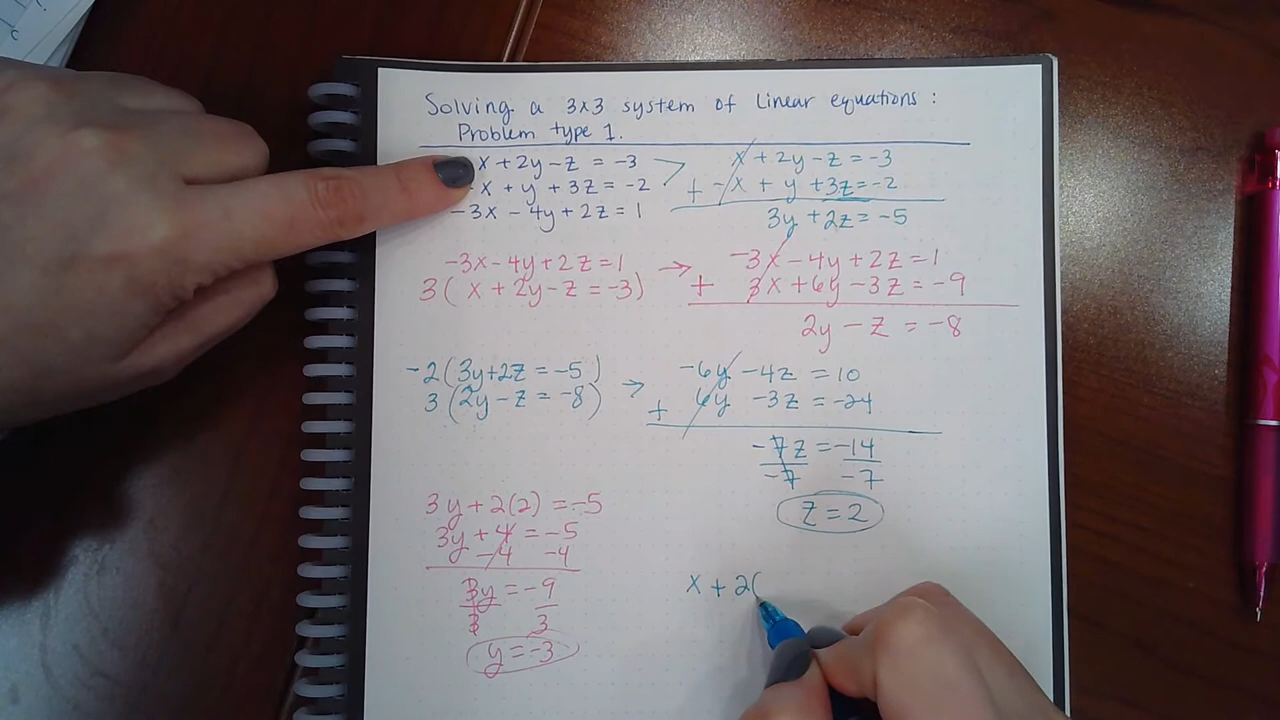 C
Solving a 3x3 system of Linear equations :
Problem type 1.
x + 2y - z = -3
-x + y + 3z = -2
-3x - 4y + 2z = 1
x + 2y - z = -3
+ -x + y + 3z = -2
3y + 2z = -5
-3x - 4y + 2z = 1
3( x + 2y - z = -3) →
-3x - 4y + 2z = 1
+ 3x + 6y - 3z = -9
2y - z = -8
-2(3y+2z = -5)
3(2y - z = -8) →
-6y - 4z = 10
+ 6y - 3z = -24
-7z = -14
-7 -7
z = 2
3y + 2(2) = -5
3y + 4 = -5
-4 -4
3y = -9
3 3
y = -3
x + 2(